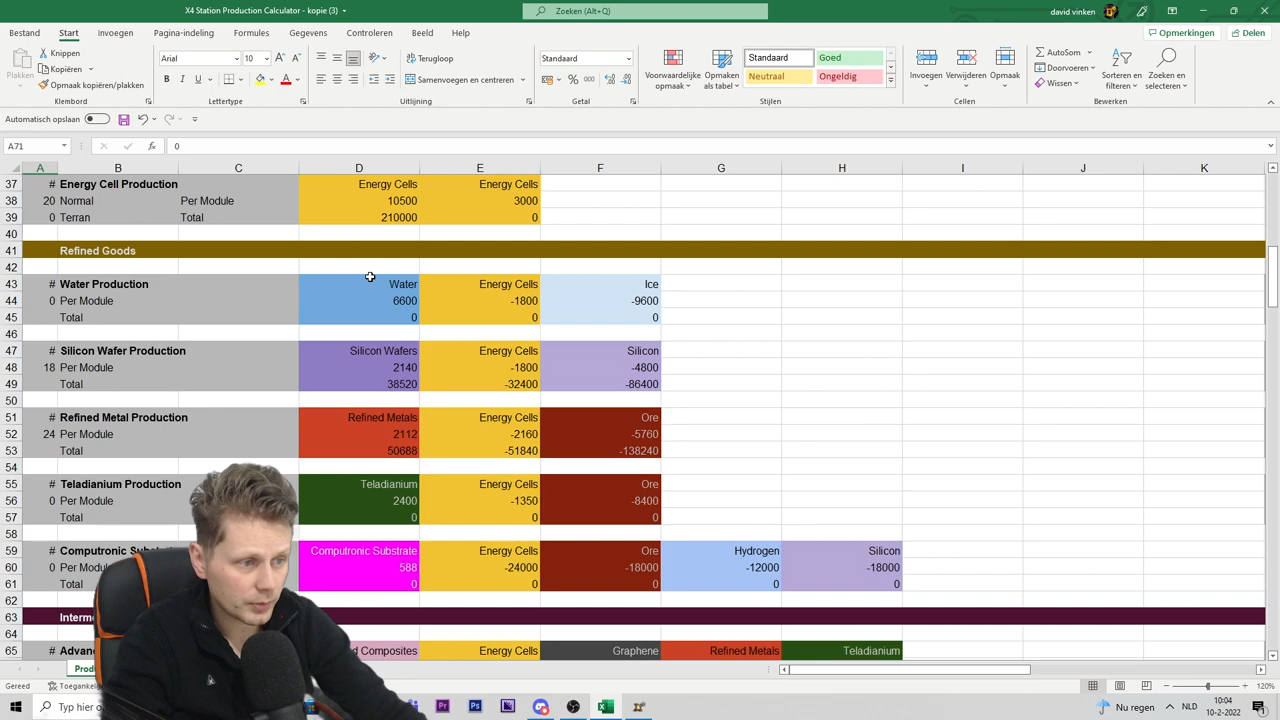 X4 Station Production Calculator - kopie (3)
Zoeken (Alt+Q)
david vinken
Bestand Start Invoegen Pagina-indeling Formules Gegevens Controleren Beeld Help
Opmerkingen Delen
Plakken
Knippen
Kopiëren
Opmaak kopiëren/plakken
Klembord
Arial 10
B I U
Lettertype
Terugloop
Samenvoegen en centreren
Uitlijning
Standaard
% 000
Getal
Voorwaardelijke opmaak
Opmaken als tabel
Standaard Goed
Neutraal Ongeldig
Stijlen
Invoegen Verwijderen Opmaak
Cellen
AutoSom
Doorvoeren
Wissen
Sorteren en filteren
Zoeken en selecteren
Bewerken
Automatisch opslaan
A71 fx 0
A B C D E F G H I J K
37 # Energy Cell Production Energy Cells Energy Cells
38 20 Normal Per Module 10500 3000
39 0 Terran Total 210000 0
40
41 Refined Goods
42
43 # Water Production Water Energy Cells Ice
44 0 Per Module 6600 -1800 -9600
45 Total 0 0 0
46
47 # Silicon Wafer Production Silicon Wafers Energy Cells Silicon
48 18 Per Module 2140 -1800 -4800
49 Total 38520 -32400 -86400
50
51 # Refined Metal Production Refined Metals Energy Cells Ore
52 24 Per Module 2112 -2160 -5760
53 Total 50688 -51840 -138240
54
55 # Teladianium Production Teladianium Energy Cells Ore
56 0 Per Module 2400 -1350 -8400
57 Total 0 0 0
58
59 # Computronic Computronic Substrate Energy Cells Ore Hydrogen Silicon
60 0 Per 588 -24000 -18000 -12000 -18000
61 Total 0 0 0 0 0
62
63
64
65 # Composites Energy Cells Graphene Refined Metals Teladianium
Gereed
120%
Typ hier
Pr Ps
Nu regen
NLD
10:04
10-2-2022